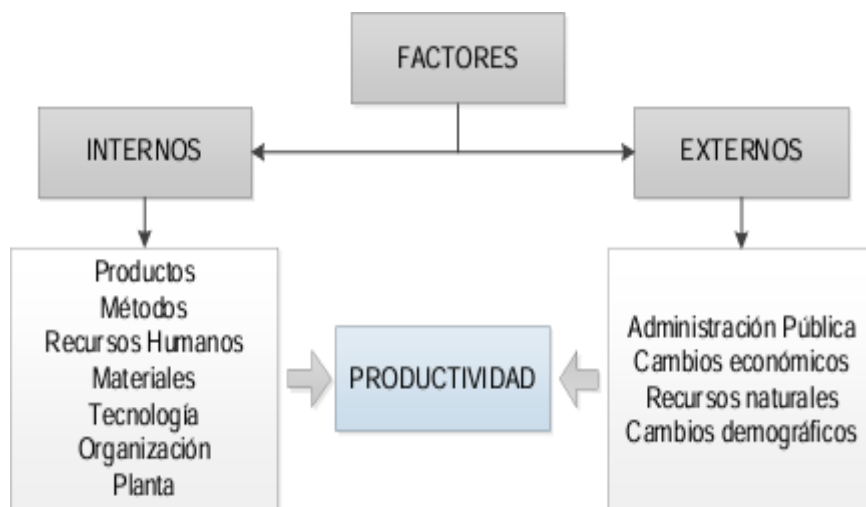 FACTORES
INTERNOS
EXTERNOS
Productos
Métodos
Recursos Humanos
Materiales
Tecnología
Organización
Planta
PRODUCTIVIDAD
Administración Pública
Cambios económicos
Recursos naturales
Cambios demográficos